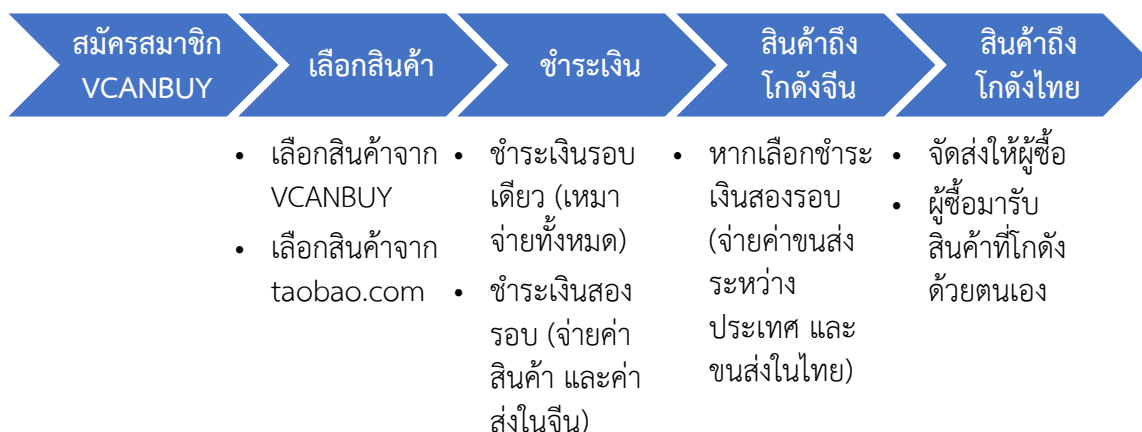 สมัครสมาชิก
VCANBUY
เลือกสินค้า
ชำระเงิน
สินค้าถึง
โกดังจีน
สินค้าถึง
โกดังไทย
• เลือกสินค้าจาก
VCANBUY
• เลือกสินค้าจาก
taobao.com
• ชำระเงินรอบ
เดียว (เหมา
จ่ายทั้งหมด)
• ชำระเงินสอง
รอบ (จ่ายค่า
สินค้า และค่า
ส่งในจีน)
• หากเลือกชำระ
เงินสองรอบ
(จ่ายค่าขนส่ง
ระหว่าง
ประเทศ และ
ขนส่งในไทย)
• จัดส่งให้ผู้ซื้อ
• ผู้ซื้อมารับ
สินค้าที่โกดัง
ด้วยตนเอง